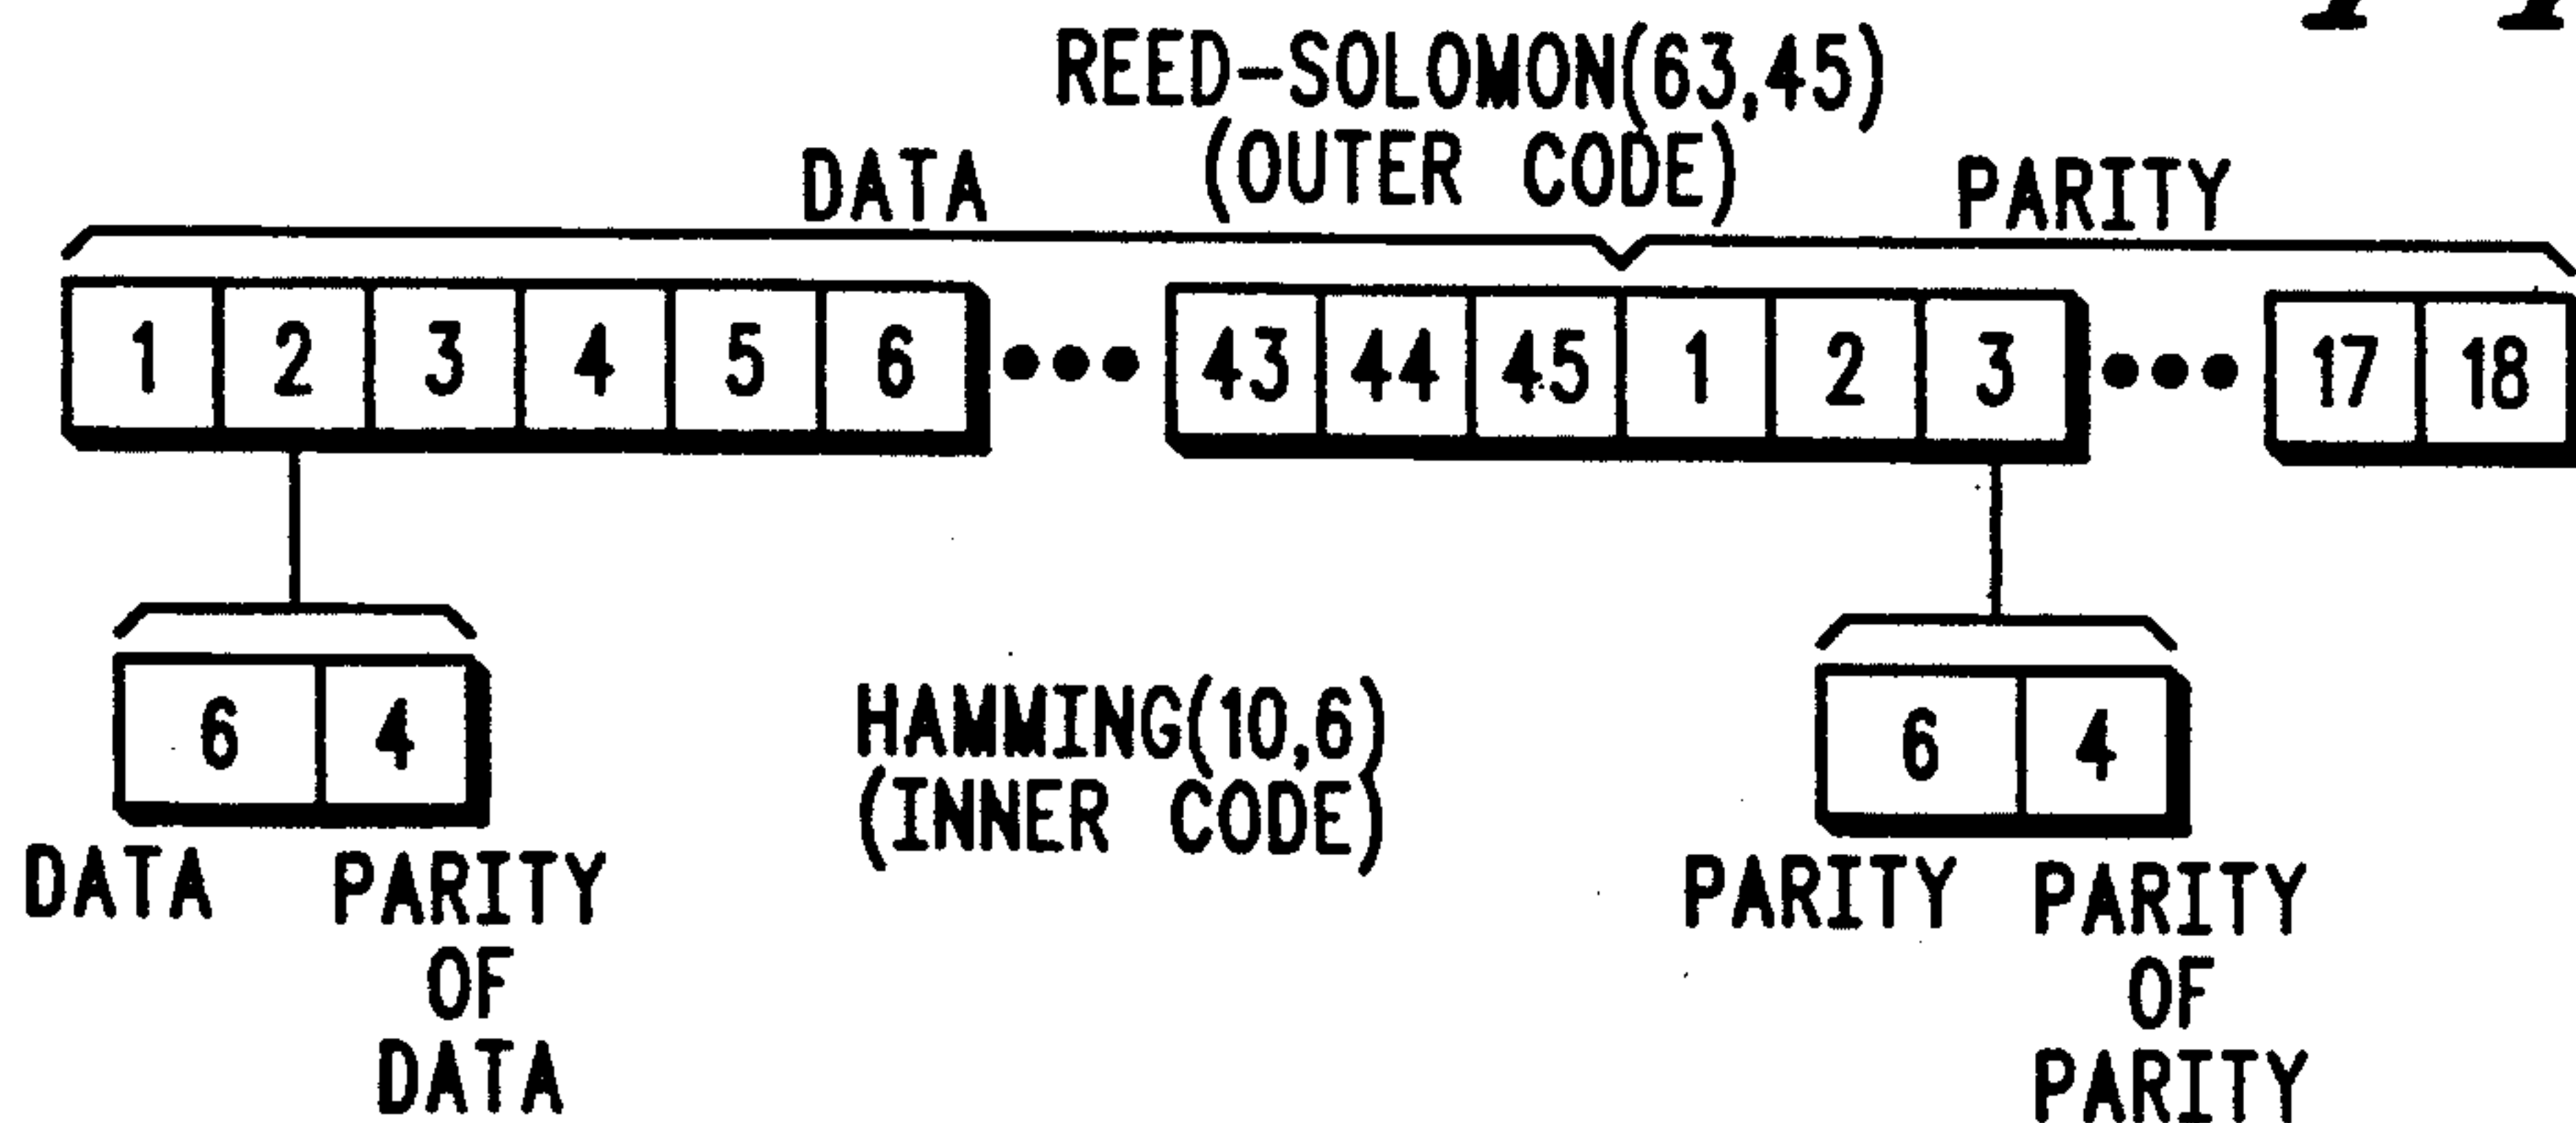 REED-SOLOMON(63,45)
(OUTER CODE)
DATA PARITY
1 2 3 4 5 6 ••• 43 44 45 1 2 3 ••• 17 18
6 4 HAMMING(10,6) 6 4
(INNER CODE)
DATA PARITY PARITY PARITY
OF OF
DATA PARITY